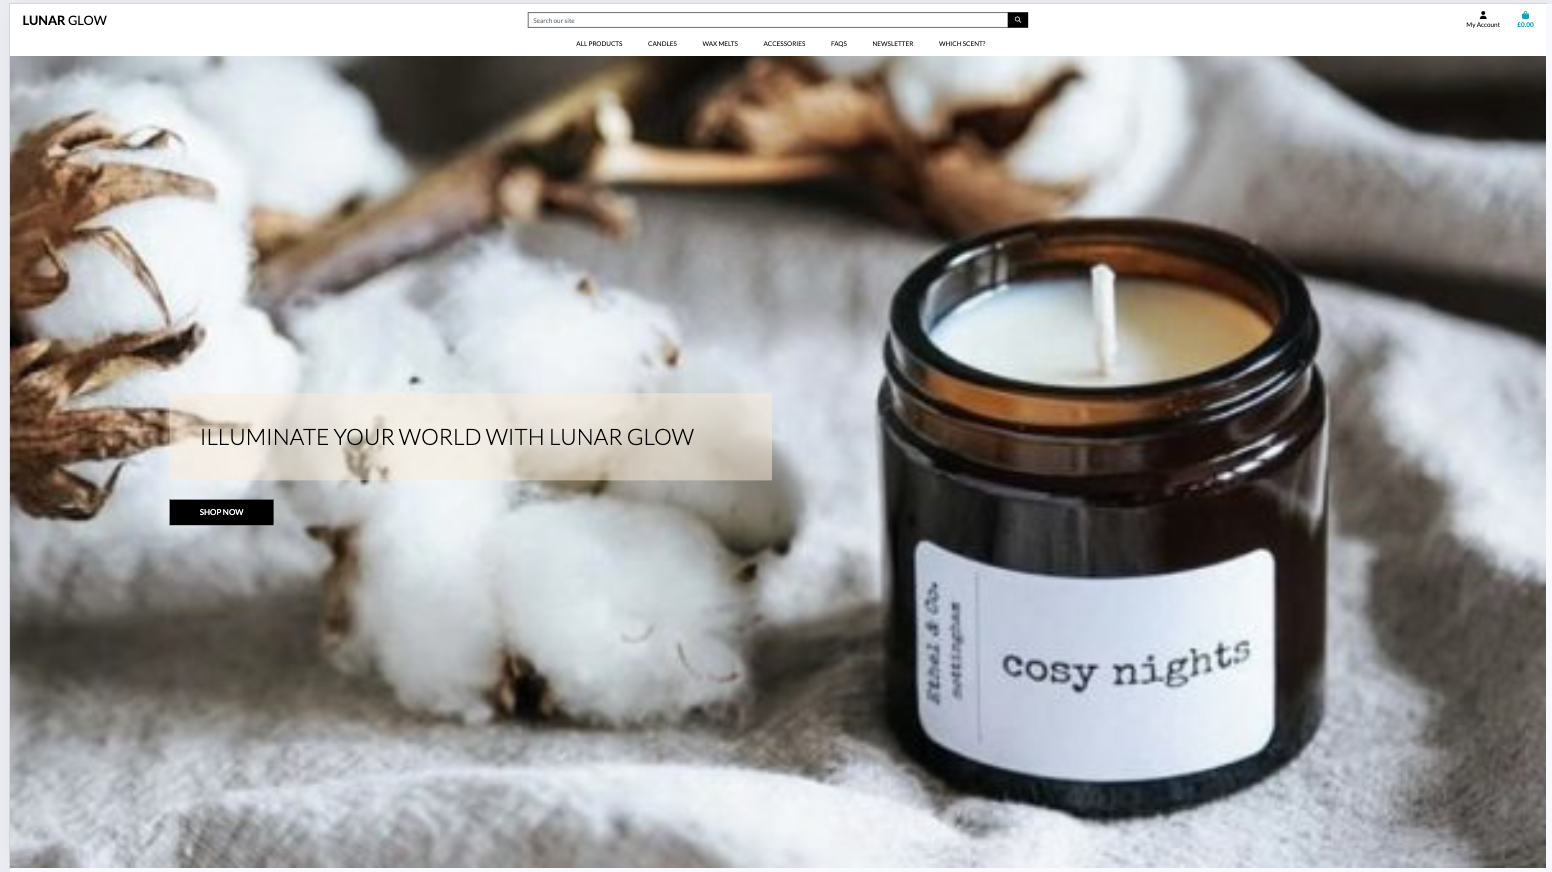 LUNAR GLOW
Search our site
My Account
£0.00
ALL PRODUCTS
CANDLES
WAX MELTS
ACCESSORIES
FAQS
NEWSLETTER
WHICH SCENT?
ILLUMINATE YOUR WORLD WITH LUNAR GLOW
SHOP NOW
Ethel & Co.
nottingham
cosy nights